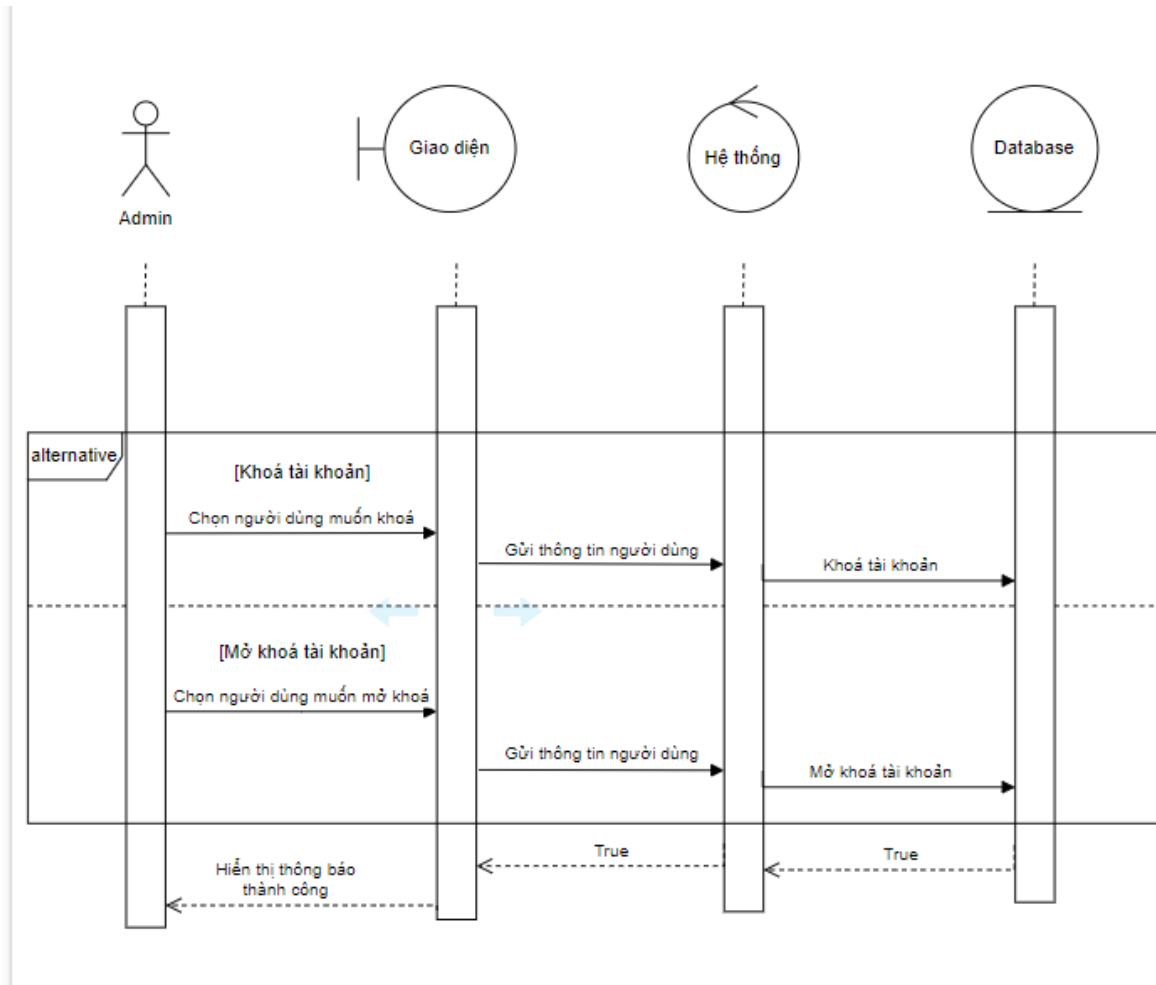 Giao diện
Hệ thống
Database
Admin
alternative
[Khoá tài khoản]
Chọn người dùng muốn khoá
Gửi thông tin người dùng
Khoá tài khoản
[Mở khoá tài khoản]
Chọn người dùng muốn mở khoá
Gửi thông tin người dùng
Mở khoá tài khoản
True
True
Hiển thị thông báo
thành công